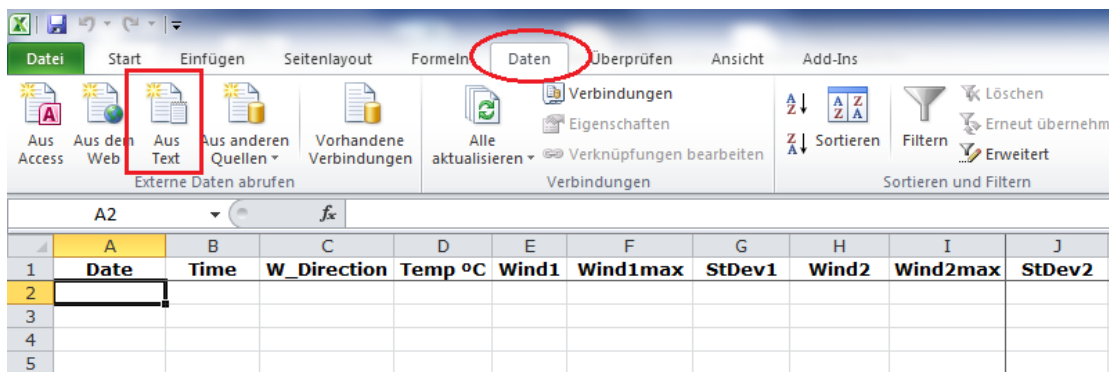 Datei Start Einfügen Seitenlayout Formeln Daten Überprüfen Ansicht Add-Ins
Aus Access
Aus dem Web
Aus Text
Aus anderen Quellen
Vorhandene Verbindungen
Externe Daten abrufen
Alle aktualisieren
Verbindungen
Eigenschaften
Verknüpfungen bearbeiten
Verbindungen
A Z
Z A
Z A
A Z
Sortieren
Filtern
Löschen
Erneut übernehm
Erweitert
Sortieren und Filtern
A2 fx
A B C D E F G H I J
1 Date Time W_Direction Temp ºC Wind1 Wind1max StDev1 Wind2 Wind2max StDev2
2
3
4
5